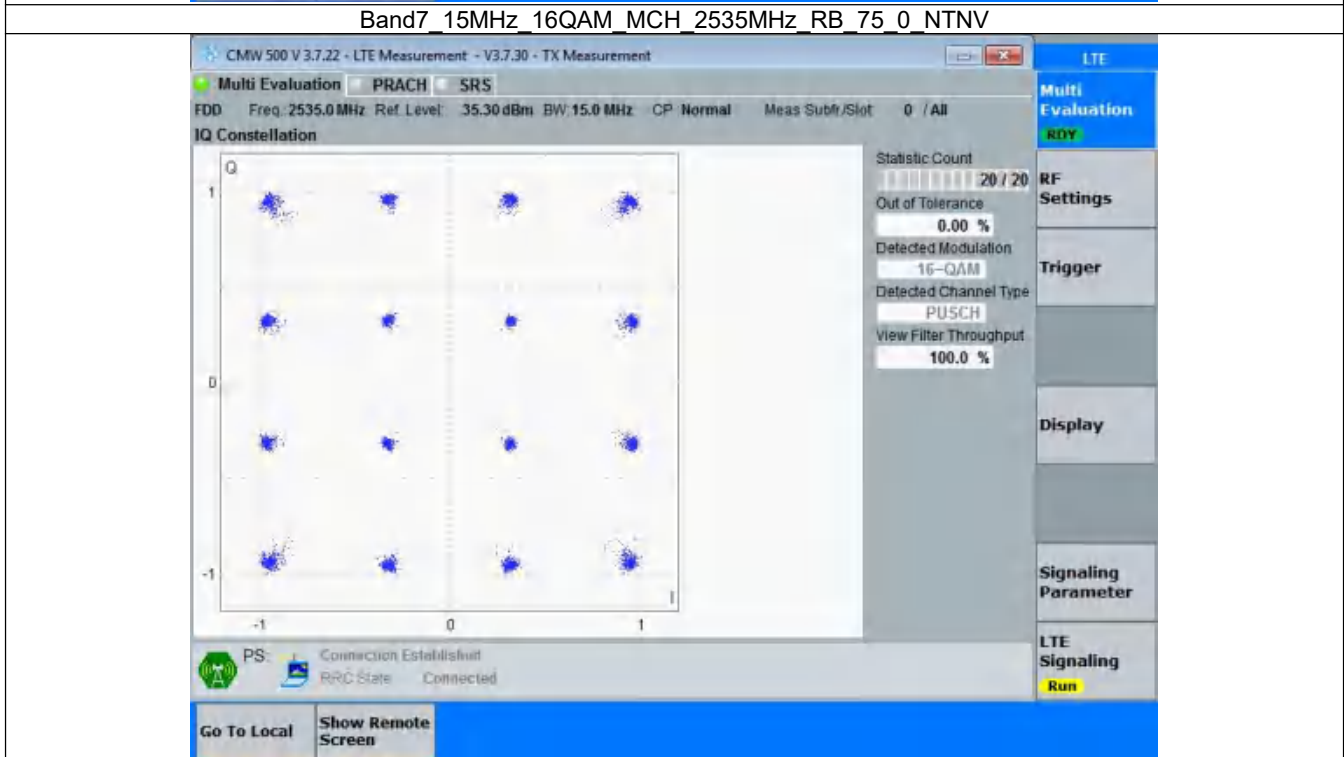 Band7_15MHz_16QAM_MCH_2535MHz_RB_75_0_NTNV
CMW 500 V 3.7.22 - LTE Measurement - V3.7.30 - TX Measurement
LTE
Multi Evaluation PRACH SRS
Multi
Evaluation
RDY
FDD Freq.: 2535.0 MHz Ref. Level: 35.30 dBm BW: 15.0 MHz CP: Normal Meas Subfr./Slot: 0 / All
IQ Constellation
Q
1
0
-1
-1 0 1
I
Statistic Count
20 / 20
Out of Tolerance
0.00 %
Detected Modulation
16-QAM
Detected Channel Type
PUSCH
View Filter Throughput
100.0 %
RF
Settings
Trigger
Display
Signaling
Parameter
LTE
Signaling
Run
PS: Connection Established
RRC State Connected
Go To Local
Show Remote
Screen